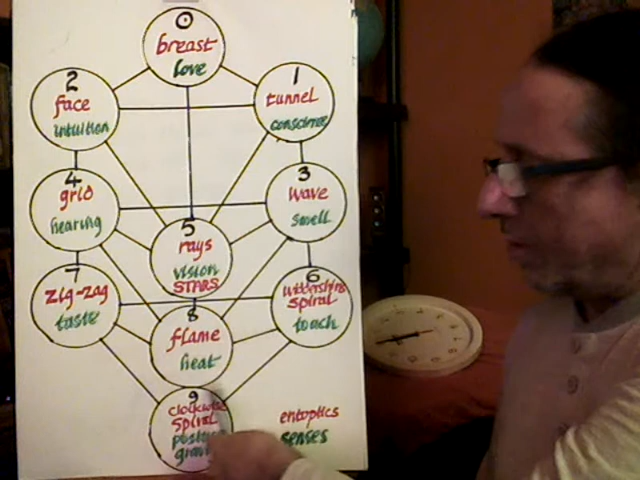 0
breast
love
2
face
intuition
1
tunnel
conscience
4
grid
hearing
3
wave
smell
5
rays
vision
STARS
7
zig-zag
taste
6
widdershins
spiral
touch
8
flame
heat
9
clockwise
spiral
entoptics
senses